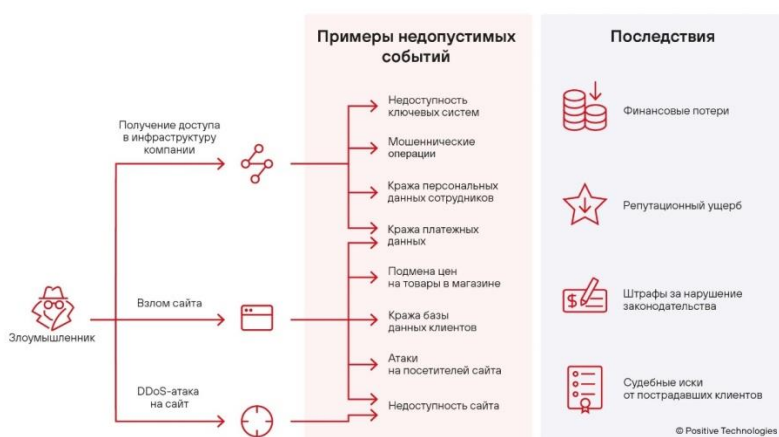 Примеры недопустимых
событий
Последствия
Получение доступа
в инфраструктуру
компании
Недоступность
ключевых систем
Мошеннические
операции
Кража персональных
данных сотрудников
Кража платежных
данных
Взлом сайта
Подмена цен
на товары в магазине
Кража базы
данных клиентов
Атаки
на посетителей сайта
Злоумышленник
DDoS-атака
на сайт
Недоступность сайта
Финансовые потери
Репутационный ущерб
Штрафы за нарушение
законодательства
Судебные иски
от пострадавших клиентов
© Positive Technologies